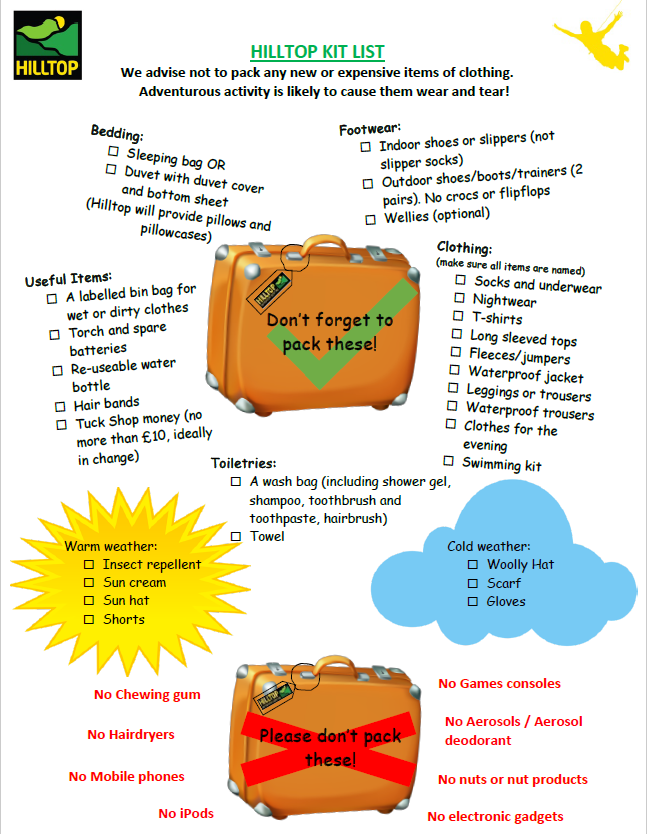 HILLTOP
HILLTOP KIT LIST
We advise not to pack any new or expensive items of clothing.
Adventurous activity is likely to cause them wear and tear!
Bedding:
Sleeping bag OR
Duvet with duvet cover
and bottom sheet
(Hilltop will provide pillows and
pillowcases)
Footwear:
Indoor shoes or slippers (not
slipper socks)
Outdoor shoes/boots/trainers (2
pairs). No crocs or flipflops
Wellies (optional)
Useful Items:
A labelled bin bag for
wet or dirty clothes
Torch and spare
batteries
Re-useable water
bottle
Hair bands
Tuck Shop money (no
more than £10, ideally
in change)
HILLTOP
Don't forget to
pack these!
Clothing:
(make sure all items are named)
Socks and underwear
Nightwear
T-shirts
Long sleeved tops
Fleeces/jumpers
Waterproof jacket
Leggings or trousers
Waterproof trousers
Clothes for the
evening
Swimming kit
Toiletries:
A wash bag (including shower gel,
shampoo, toothbrush and
toothpaste, hairbrush)
Towel
Warm weather:
Insect repellent
Sun cream
Sun hat
Shorts
Cold weather:
Woolly Hat
Scarf
Gloves
No Chewing gum
No Hairdryers
No Mobile phones
No iPods
HILLTOP
Please don't pack
these!
No Games consoles
No Aerosols / Aerosol
deodorant
No nuts or nut products
No electronic gadgets